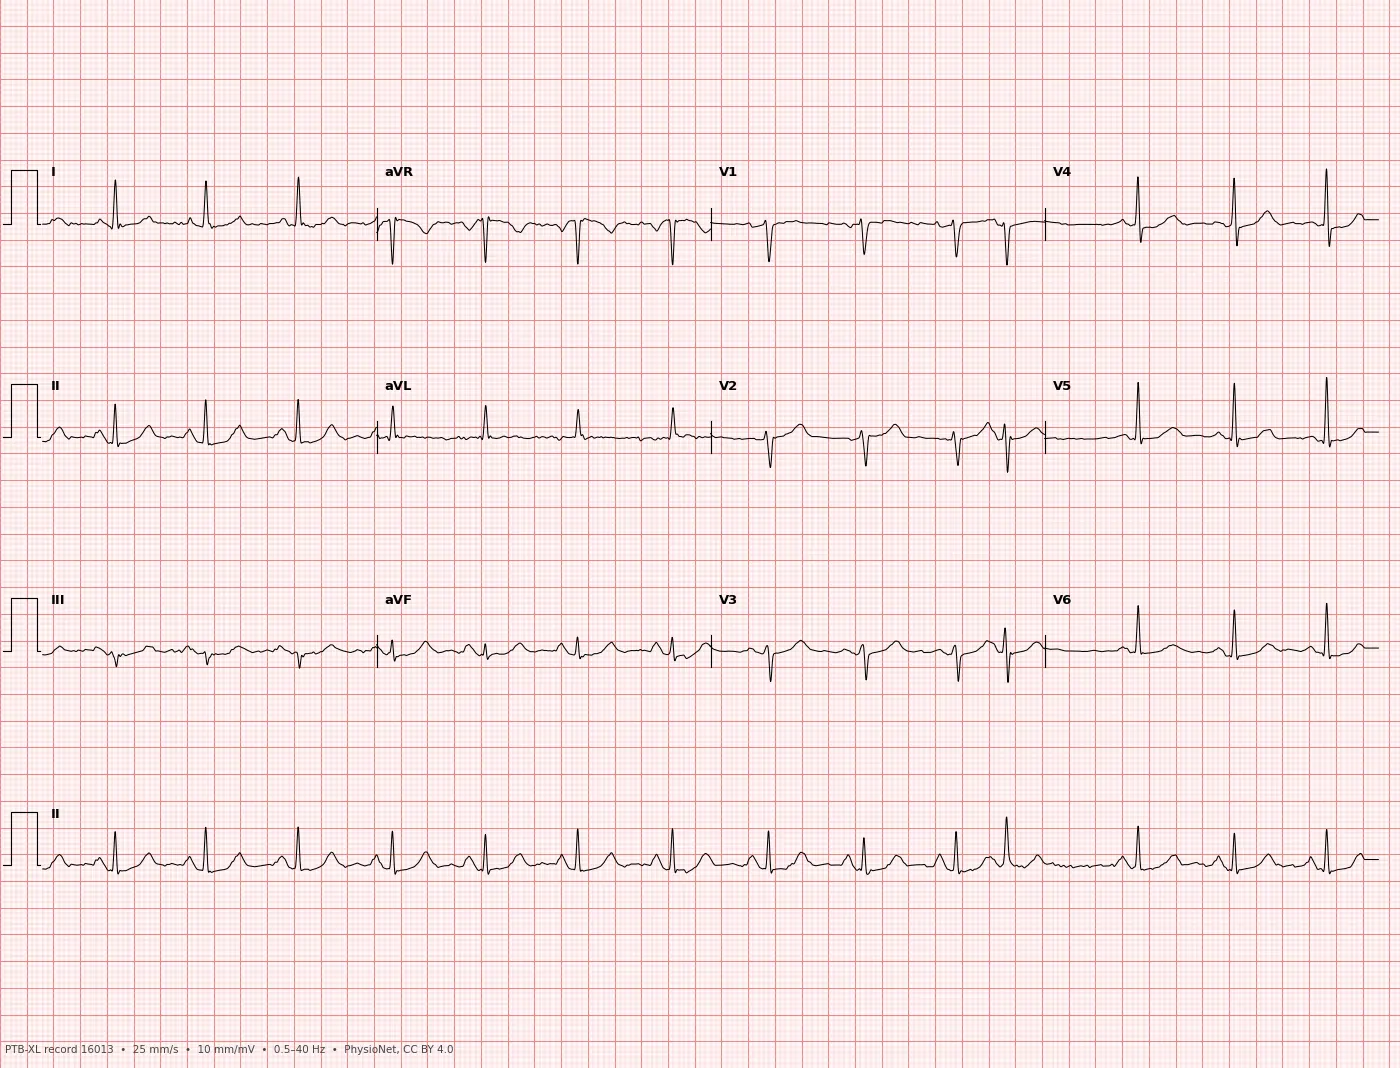 I aVR V1 V4
II aVL V2 V5
III aVF V3 V6
II
PTB-XL record 16013 • 25 mm/s • 10 mm/mV • 0.5–40 Hz • PhysioNet, CC BY 4.0